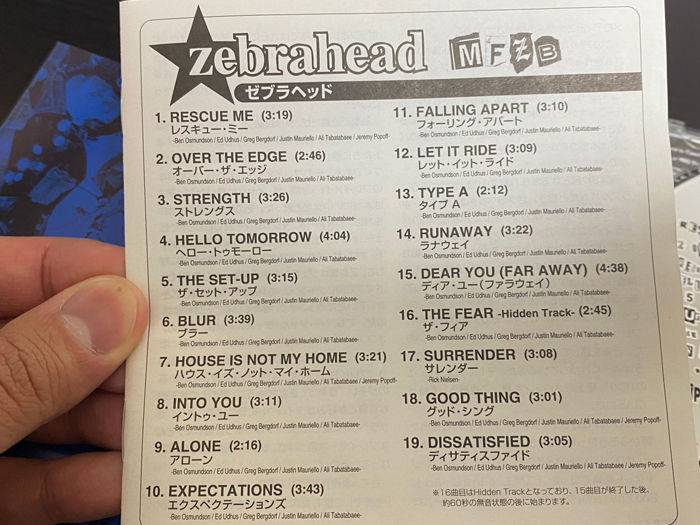 zebrahead MFZB
ゼブラヘッド
1. RESCUE ME (3:19)
レスキュー・ミー
-Ben Osmundson / Ed Udhus / Greg Bergdorf / Justin Mauriello / Ali Tabatabaee / Jeremy Popoff-
2. OVER THE EDGE (2:46)
オーバー・ザ・エッジ
-Ben Osmundson / Ed Udhus / Greg Bergdorf / Justin Mauriello / Ali Tabatabaee-
3. STRENGTH (3:26)
ストレングス
-Ben Osmundson / Ed Udhus / Greg Bergdorf / Justin Mauriello / Ali Tabatabaee-
4. HELLO TOMORROW (4:04)
ヘロー・トゥモーロー
-Ben Osmundson / Ed Udhus / Greg Bergdorf / Justin Mauriello / Ali Tabatabaee-
5. THE SET-UP (3:15)
ザ・セット・アップ
-Ben Osmundson / Ed Udhus / Greg Bergdorf / Justin Mauriello / Ali Tabatabaee-
6. BLUR (3:39)
ブラー
-Ben Osmundson / Ed Udhus / Greg Bergdorf / Justin Mauriello / Ali Tabatabaee-
7. HOUSE IS NOT MY HOME (3:21)
ハウス・イズ・ノット・マイ・ホーム
-Ben Osmundson / Ed Udhus / Greg Bergdorf / Justin Mauriello / Ali Tabatabaee / Jeremy Popoff-
8. INTO YOU (3:11)
イントゥ・ユー
-Ben Osmundson / Ed Udhus / Greg Bergdorf / Justin Mauriello / Ali Tabatabaee-
9. ALONE (2:16)
アローン
-Ben Osmundson / Ed Udhus / Greg Bergdorf / Justin Mauriello / Ali Tabatabaee-
10. EXPECTATIONS (3:43)
エクスペクテーションズ
-Ben Osmundson / Ed Udhus / Greg Bergdorf / Justin Mauriello / Ali Tabatabaee-
11. FALLING APART (3:10)
フォーリング・アパート
-Ben Osmundson / Ed Udhus / Greg Bergdorf / Justin Mauriello / Ali Tabatabaee-
12. LET IT RIDE (3:09)
レット・イット・ライド
-Ben Osmundson / Ed Udhus / Greg Bergdorf / Justin Mauriello / Ali Tabatabaee-
13. TYPE A (2:12)
タイプ A
-Ben Osmundson / Ed Udhus / Greg Bergdorf / Justin Mauriello / Ali Tabatabaee-
14. RUNAWAY (3:22)
ラナウェイ
-Ben Osmundson / Ed Udhus / Greg Bergdorf / Justin Mauriello / Ali Tabatabaee-
15. DEAR YOU (FAR AWAY) (4:38)
ディア・ユー(ファラウェイ)
-Ben Osmundson / Ed Udhus / Greg Bergdorf / Justin Mauriello / Ali Tabatabaee-
16. THE FEAR -Hidden Track- (2:45)
ザ・フィア
-Ben Osmundson / Ed Udhus / Greg Bergdorf / Justin Mauriello / Ali Tabatabaee-
17. SURRENDER (3:08)
サレンダー
-Rick Nielsen-
18. GOOD THING (3:01)
グッド・シング
-Ben Osmundson / Ed Udhus / Greg Bergdorf / Justin Mauriello / Ali Tabatabaee / Jeremy Popoff-
19. DISSATISFIED (3:05)
ディサティスファイド
-Ben Osmundson / Ed Udhus / Greg Bergdorf / Justin Mauriello / Ali Tabatabaee / Jeremy Popoff-
※16曲目はHidden Trackとなっており、15曲目が終了した後、
約60秒の無音状態の後に始まります。